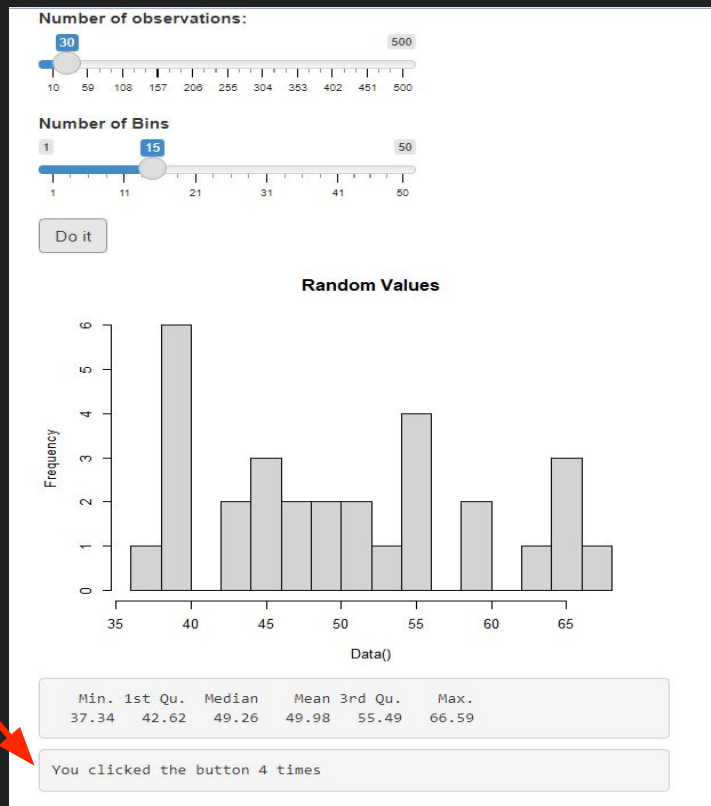 Number of observations:
30 500
10 59 108 157 206 255 304 353 402 451 500
Number of Bins
1 15 50
1 11 21 31 41 50
Do it
Random Values
6
5
4
3
2
1
0
Frequency
35 40 45 50 55 60 65
Data()
Min. 1st Qu. Median Mean 3rd Qu. Max.
37.34 42.62 49.26 49.98 55.49 66.59
You clicked the button 4 times